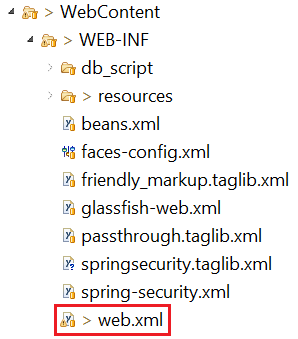 > WebContent
> WEB-INF
db_script
> resources
beans.xml
faces-config.xml
friendly_markup.taglib.xml
glassfish-web.xml
passthrough.taglib.xml
springsecurity.taglib.xml
spring-security.xml
> web.xml